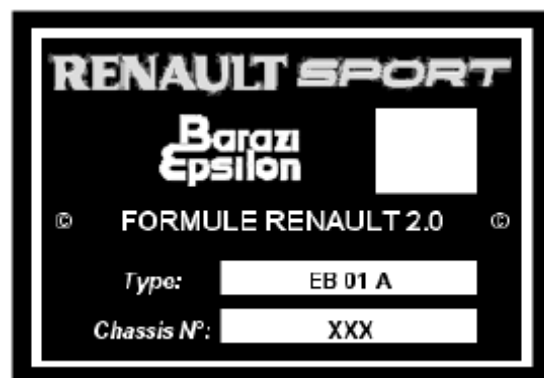 RENAULT SPORT
Barazi
Epsilon
© FORMULE RENAULT 2.0 ©
Type: EB 01 A
Chassis N°: XXX